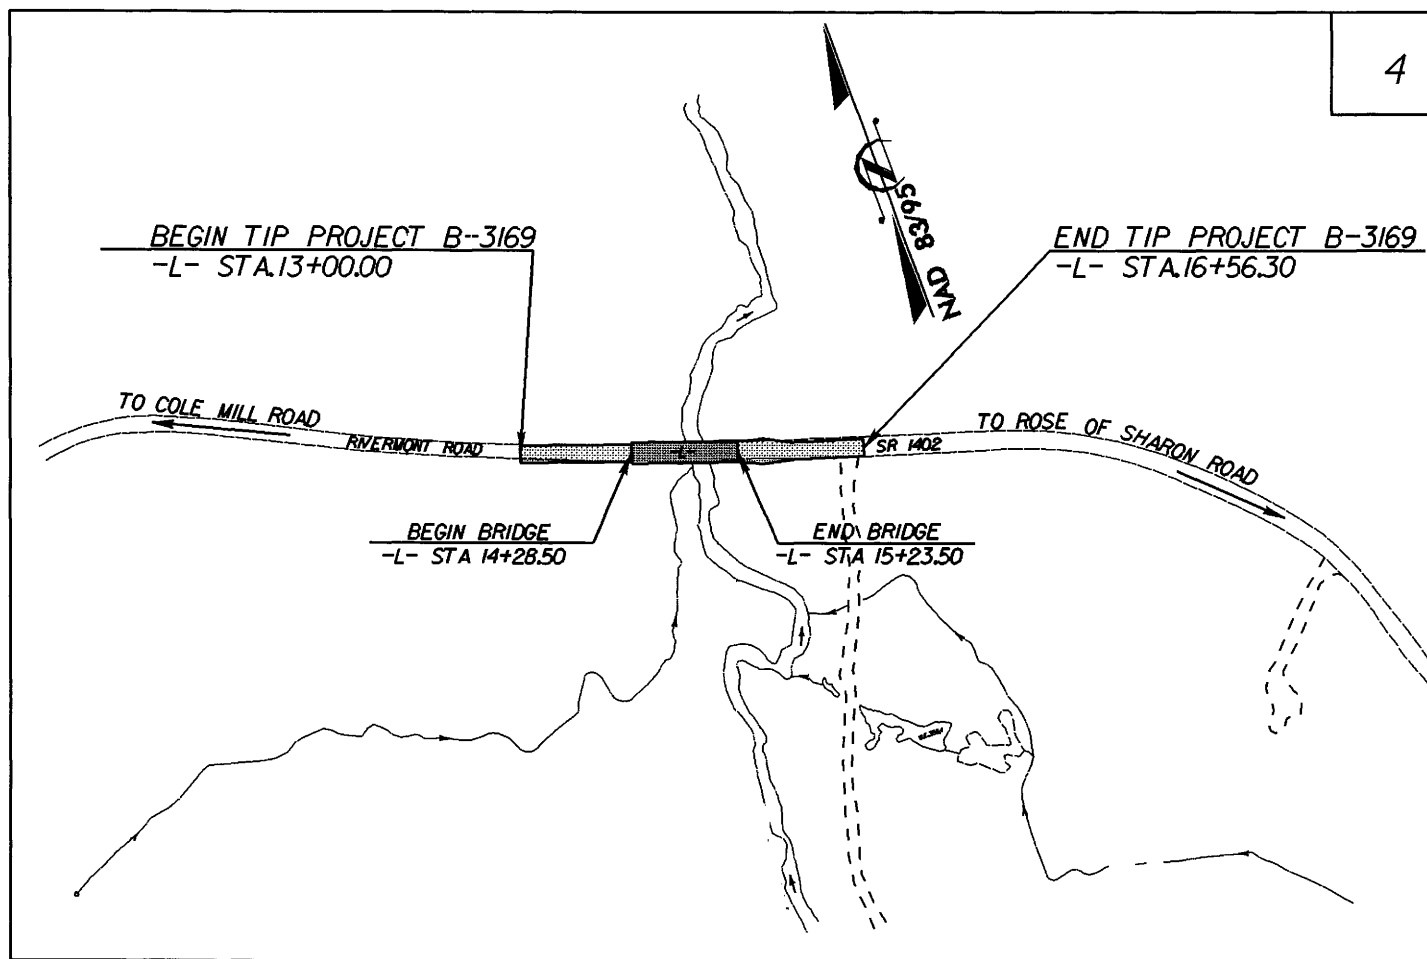 4
BEGIN TIP PROJECT B-3169
-L- STA.13+00.00
END TIP PROJECT B-3169
-L- STA.16+56.30
NAD 83/95
TO COLE MILL ROAD
RIVERMONT ROAD
-L-
SR 1402
TO ROSE OF SHARON ROAD
BEGIN BRIDGE
-L- STA 14+28.50
END BRIDGE
-L- STA 15+23.50